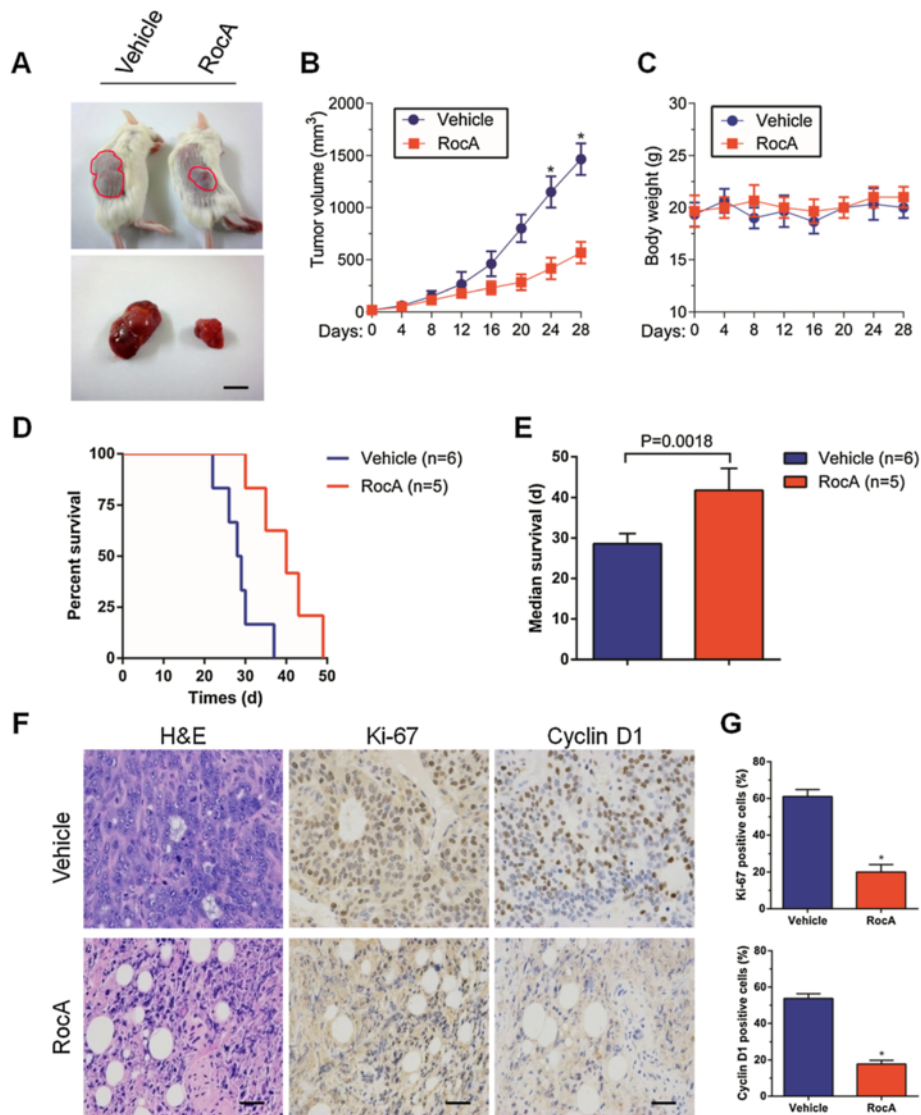 A
Vehicle
RocA
B
Tumor volume (mm³)
2000
1500
1000
500
0
Vehicle
RocA
*
*
*
Days: 0 4 8 12 16 20 24 28
C
Body weight (g)
30
25
20
15
10
Vehicle
RocA
Days: 0 4 8 12 16 20 24 28
D
Percent survival
100
75
50
25
0
0 10 20 30 40 50
Times (d)
Vehicle (n=6)
RocA (n=5)
E
P=0.0018
Median survival (d)
50
40
30
20
10
0
Vehicle (n=6)
RocA (n=5)
F
H&E Ki-67 Cyclin D1
Vehicle
RocA
G
Ki-67 positive cells (%)
80
60
40
20
0
*
Vehicle RocA
Cyclin D1 positive cells (%)
80
60
40
20
0
*
Vehicle RocA